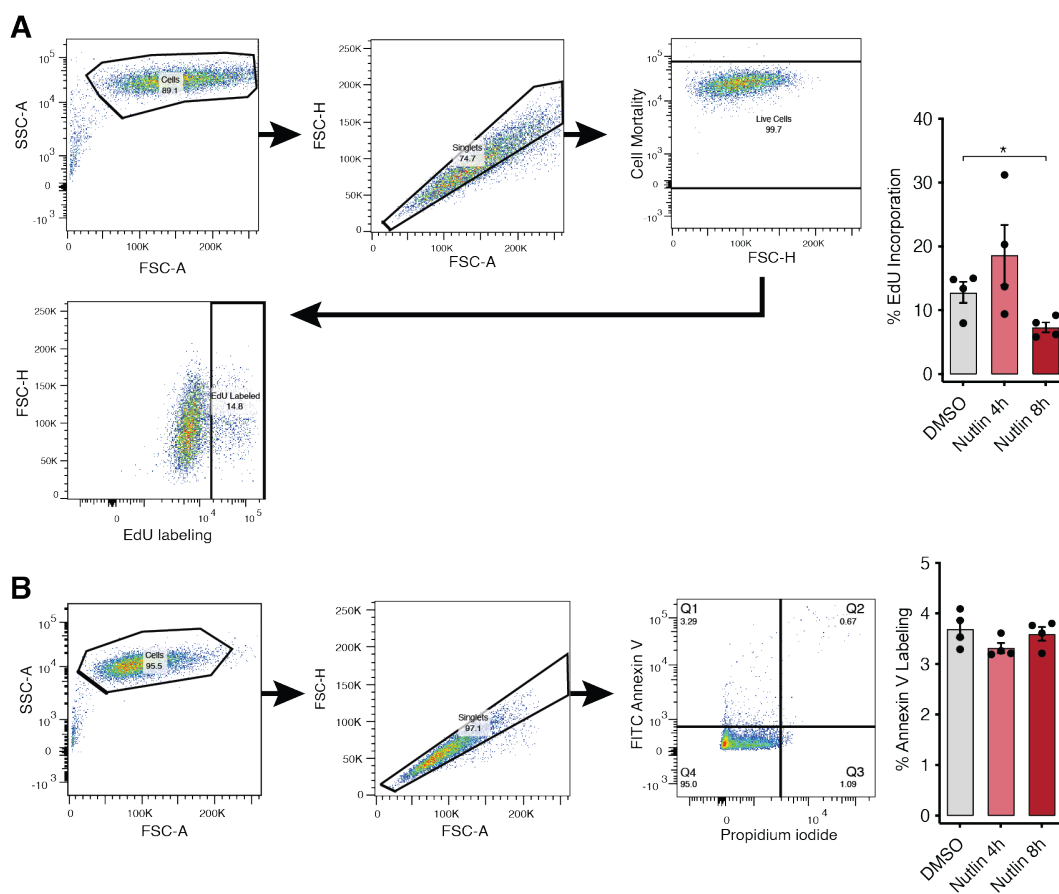 A
SSC-A
10 5
10 4
10 3
0
-10 3
Cells
89.1
0 100K 200K
FSC-A
FSC-H
250K
200K
150K
100K
50K
0
Singlets
74.7
0 100K 200K
FSC-A
Cell Mortality
10 5
10 4
10 3
0
-10 3
Live Cells
99.7
0 100K 200K
FSC-H
% EdU Incorporation
40
30
20
10
0
*
DMSO
Nutlin 4h
Nutlin 8h
FSC-H
250K
200K
150K
100K
50K
0
EdU Labeled
14.8
0 10 4 10 5
EdU labeling
B
SSC-A
10 5
10 4
10 3
0
-10 3
Cells
95.5
0 100K 200K
FSC-A
FSC-H
250K
200K
150K
100K
50K
0
Singlets
97.1
0 100K 200K
FSC-A
FITC Annexin V
10 5
10 4
10 3
0
-10 3
Q1
3.29
Q2
0.67
Q4
95.0
Q3
1.09
0 10 4
Propidium iodide
% Annexin V Labeling
5
4
3
2
1
0
DMSO
Nutlin 4h
Nutlin 8h